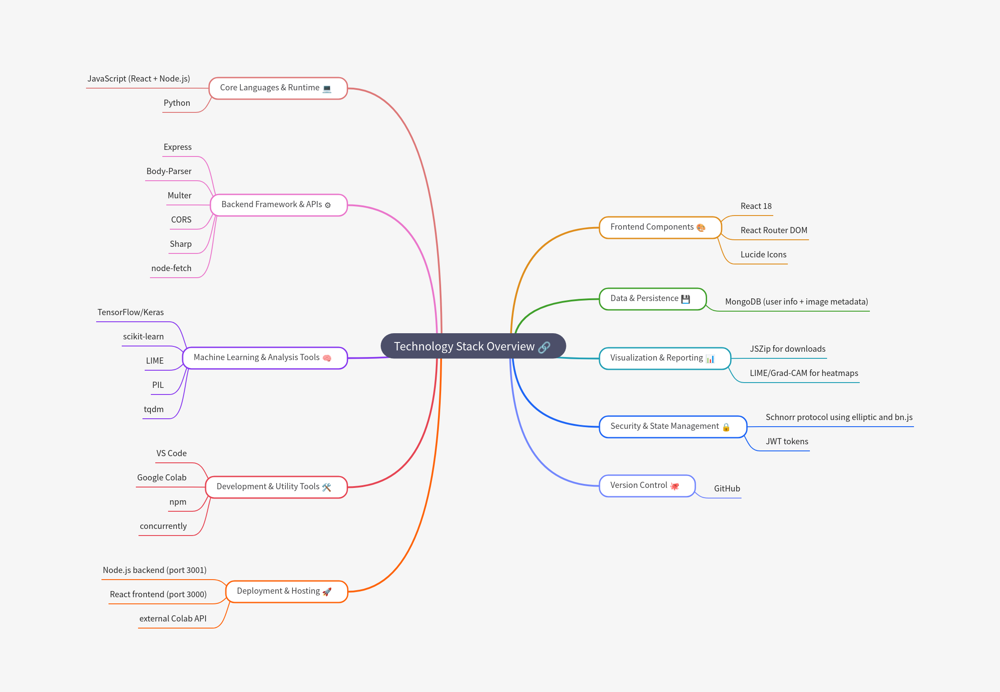 Technology Stack Overview 🔗
Core Languages & Runtime 💻
JavaScript (React + Node.js)
Python
Backend Framework & APIs ⚙
Express
Body-Parser
Multer
CORS
Sharp
node-fetch
Machine Learning & Analysis Tools 🧠
TensorFlow/Keras
scikit-learn
LIME
PIL
tqdm
Development & Utility Tools 🛠️
VS Code
Google Colab
npm
concurrently
Deployment & Hosting 🚀
Node.js backend (port 3001)
React frontend (port 3000)
external Colab API
Frontend Components 🎨
React 18
React Router DOM
Lucide Icons
Data & Persistence 💾
MongoDB (user info + image metadata)
Visualization & Reporting 📊
JSZip for downloads
LIME/Grad-CAM for heatmaps
Security & State Management 🔒
Schnorr protocol using elliptic and bn.js
JWT tokens
Version Control 🐙
GitHub